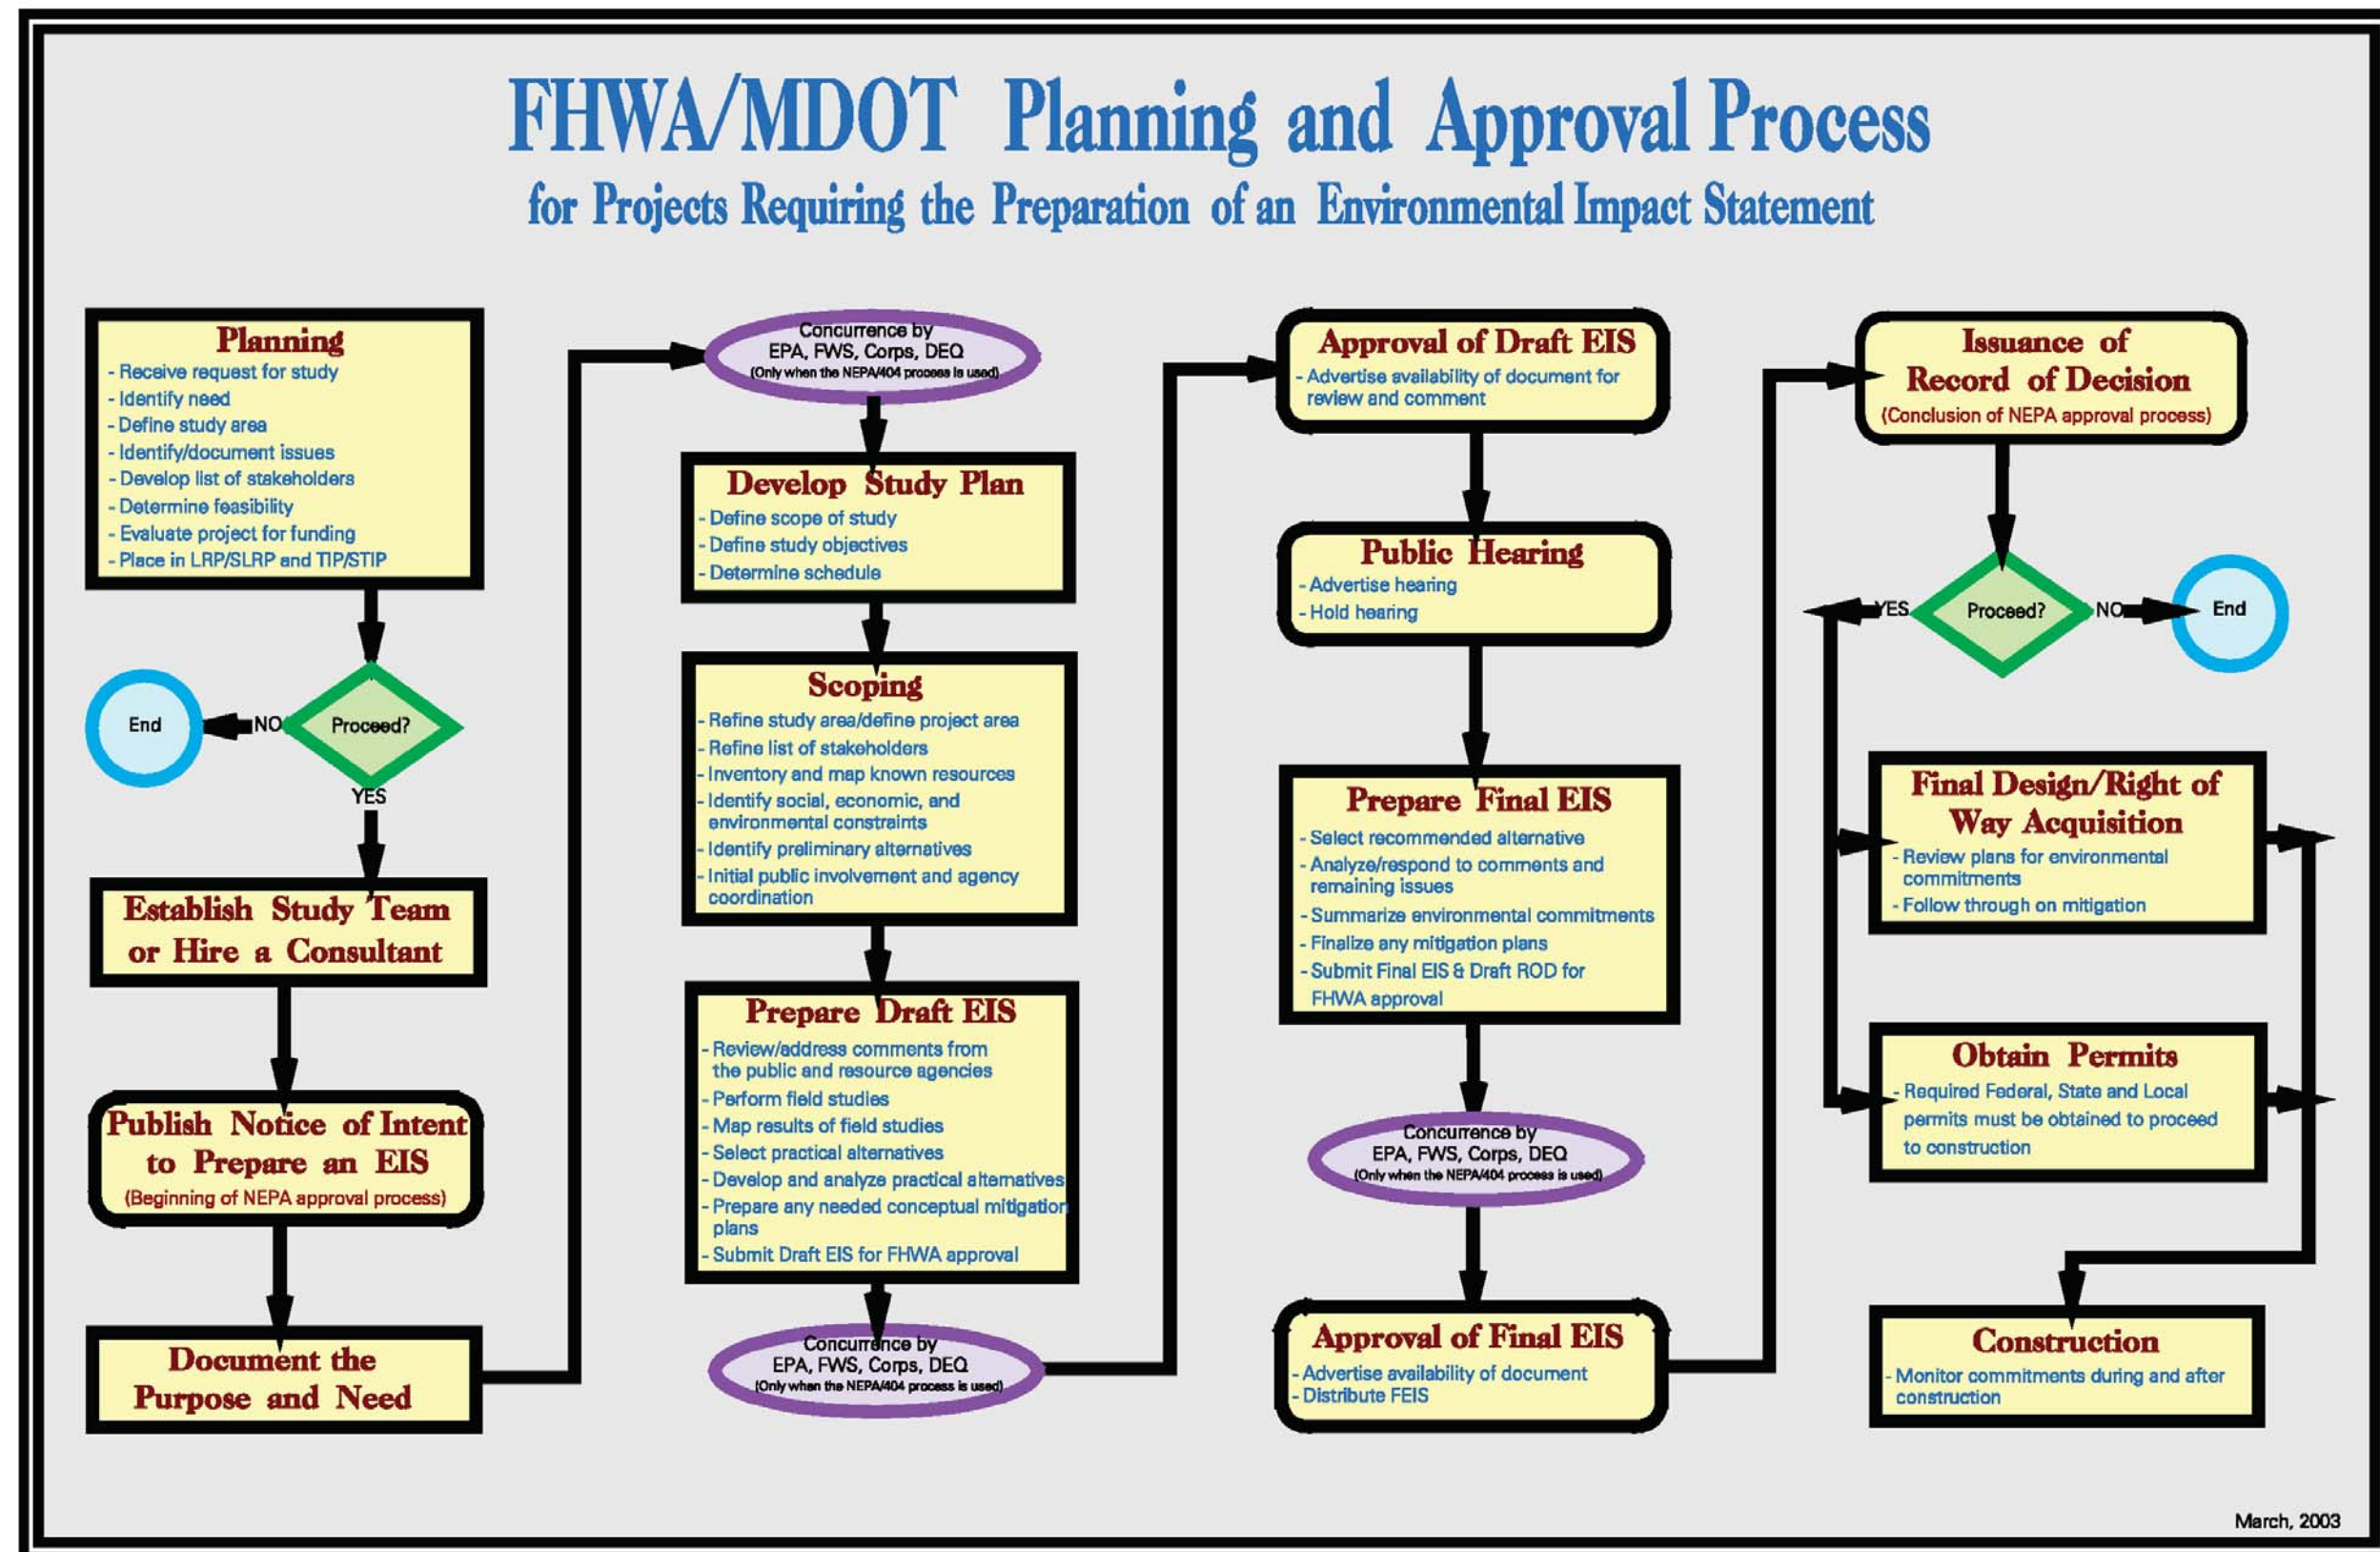 FHWA/MDOT Planning and Approval Process
for Projects Requiring the Preparation of an Environmental Impact Statement
Planning
- Receive request for study
- Identify need
- Define study area
- Identify/document issues
- Develop list of stakeholders
- Determine feasibility
- Evaluate project for funding
- Place in LRP/SLRP and TIP/STIP
Proceed?
NO
End
YES
Establish Study Team
or Hire a Consultant
Publish Notice of Intent
to Prepare an EIS
(Beginning of NEPA approval process)
Document the
Purpose and Need
Concurrence by
EPA, FWS, Corps, DEQ
(Only when the NEPA/404 process is used)
Develop Study Plan
- Define scope of study
- Define study objectives
- Determine schedule
Scoping
- Refine study area/define project area
- Refine list of stakeholders
- Inventory and map known resources
- Identify social, economic, and
environmental constraints
- Identify preliminary alternatives
- Initial public involvement and agency
coordination
Prepare Draft EIS
- Review/address comments from
the public and resource agencies
- Perform field studies
- Map results of field studies
- Select practical alternatives
- Develop and analyze practical alternatives
- Prepare any needed conceptual mitigation
plans
- Submit Draft EIS for FHWA approval
Concurrence by
EPA, FWS, Corps, DEQ
(Only when the NEPA/404 process is used)
Approval of Draft EIS
- Advertise availability of document for
review and comment
Public Hearing
- Advertise hearing
- Hold hearing
Prepare Final EIS
- Select recommended alternative
- Analyze/respond to comments and
remaining issues
- Summarize environmental commitments
- Finalize any mitigation plans
- Submit Final EIS & Draft ROD for
FHWA approval
Concurrence by
EPA, FWS, Corps, DEQ
(Only when the NEPA/404 process is used)
Approval of Final EIS
- Advertise availability of document
- Distribute FEIS
Issuance of
Record of Decision
(Conclusion of NEPA approval process)
YES
Proceed?
NO
End
Final Design/Right of
Way Acquisition
- Review plans for environmental
commitments
- Follow through on mitigation
Obtain Permits
- Required Federal, State and Local
permits must be obtained to proceed
to construction
Construction
- Monitor commitments during and after
construction
March, 2003